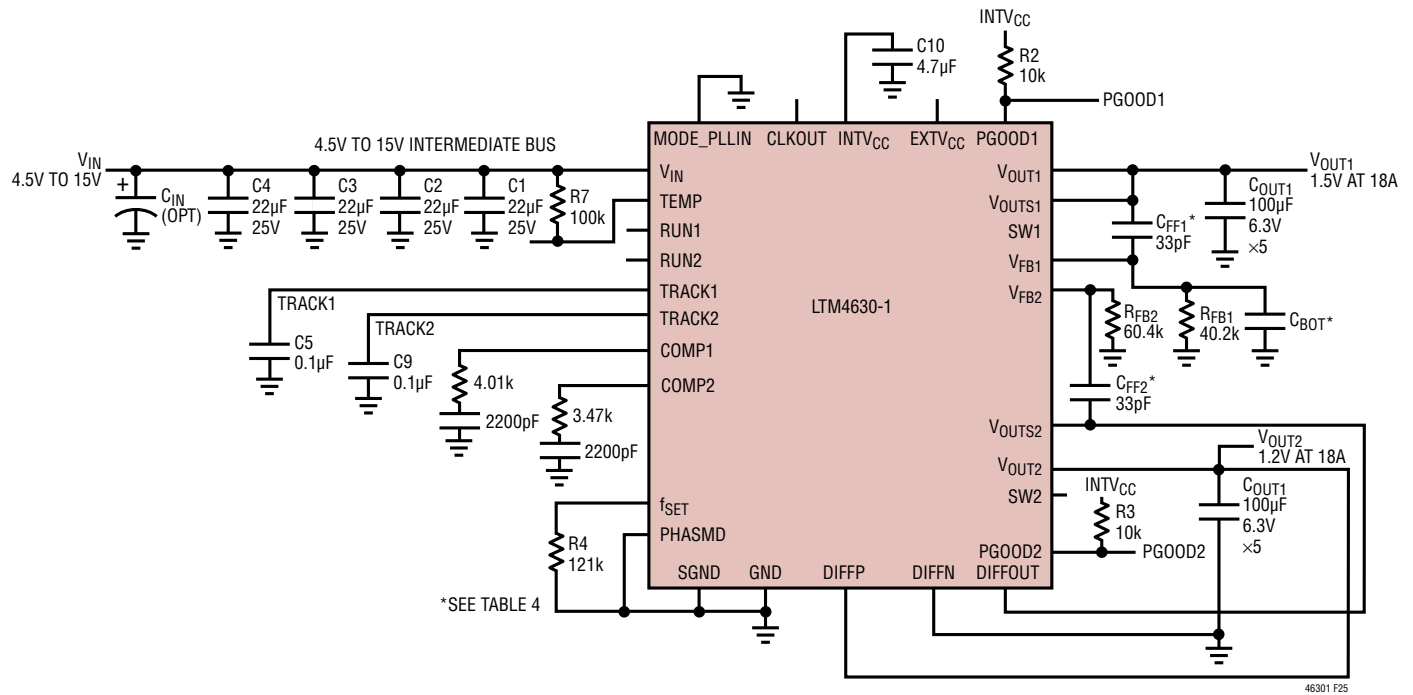 INTVCC
C10
4.7µF
R2
10k
PGOOD1
MODE_PLLIN CLKOUT INTVCC EXTVCC PGOOD1
4.5V TO 15V INTERMEDIATE BUS
VIN
4.5V TO 15V
+
CIN
(OPT)
C4
22µF
25V
C3
22µF
25V
C2
22µF
25V
C1
22µF
25V
R7
100k
VIN
TEMP
RUN1
RUN2
TRACK1
TRACK2
COMP1
COMP2
fSET
PHASMD
SGND GND DIFFP DIFFN DIFFOUT
LTM4630-1
VOUT1
VOUTS1
SW1
VFB1
VFB2
VOUTS2
VOUT2
SW2
PGOOD2
TRACK1
C5
0.1µF
TRACK2
C9
0.1µF
4.01k
2200pF
3.47k
2200pF
R4
121k
*SEE TABLE 4
VOUT1
1.5V AT 18A
COUT1
100µF
6.3V
×5
CFF1*
33pF
RFB2
60.4k
RFB1
40.2k
CBOT*
CFF2*
33pF
VOUT2
1.2V AT 18A
COUT1
100µF
6.3V
×5
INTVCC
R3
10k
PGOOD2
46301 F25